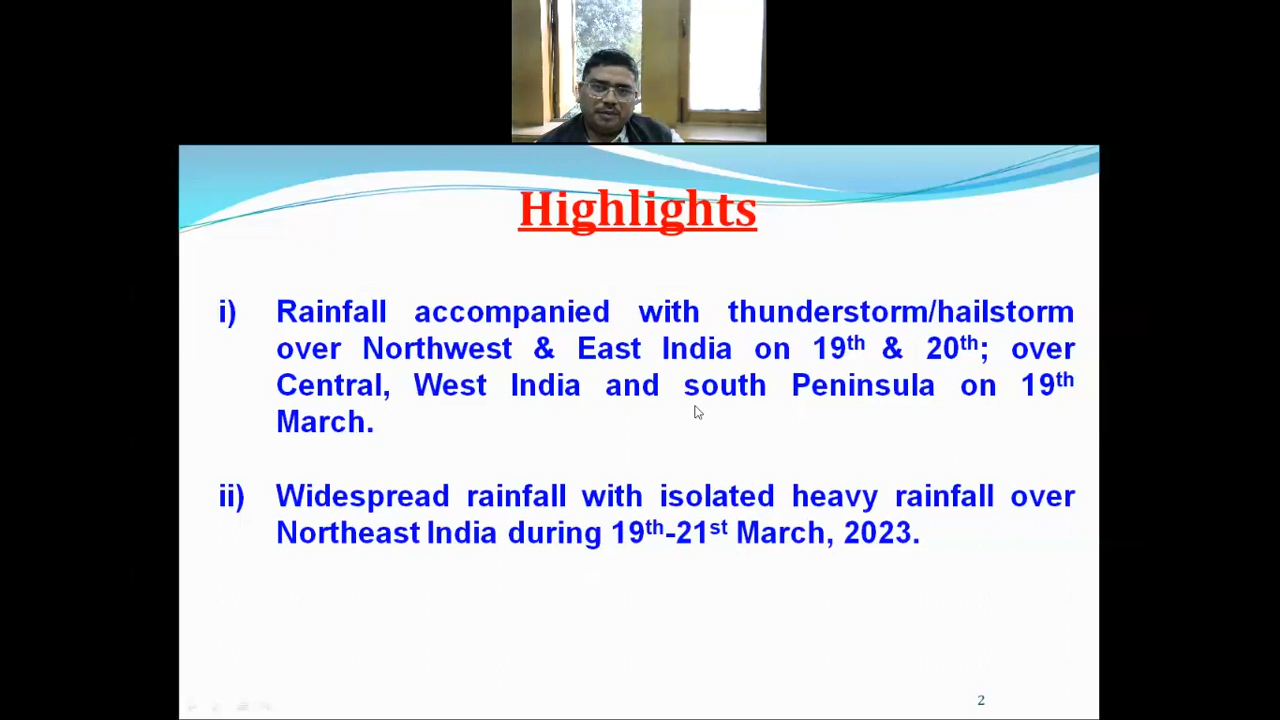 Highlights
i) Rainfall accompanied with thunderstorm/hailstorm
over Northwest & East India on 19th & 20th; over
Central, West India and south Peninsula on 19th
March.
ii) Widespread rainfall with isolated heavy rainfall over
Northeast India during 19th-21st March, 2023.
2